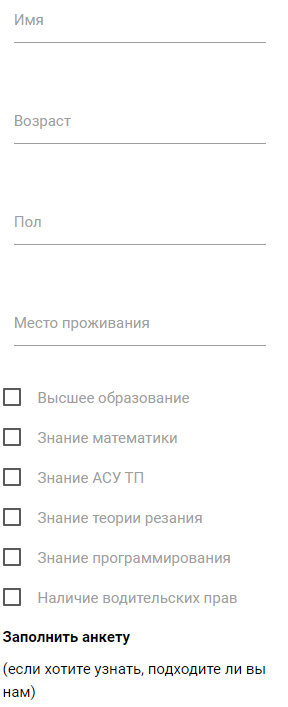 Имя
Возраст
Пол
Место проживания
Высшее образование
Знание математики
Знание АСУ ТП
Знание теории резания
Знание программирования
Наличие водительских прав
Заполнить анкету
(если хотите узнать, подходите ли вы
нам)